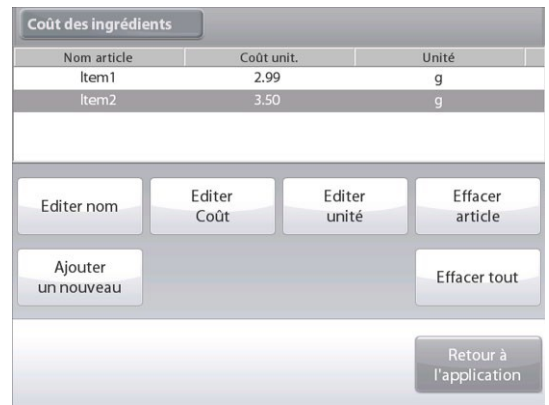 Coût des ingrédients
Nom article Coût unit. Unité
Item1 2.99 g
Item2 3.50 g
Editer nom
Editer
Coût
Editer
unité
Effacer
article
Ajouter
un nouveau
Effacer tout
Retour à
l'application